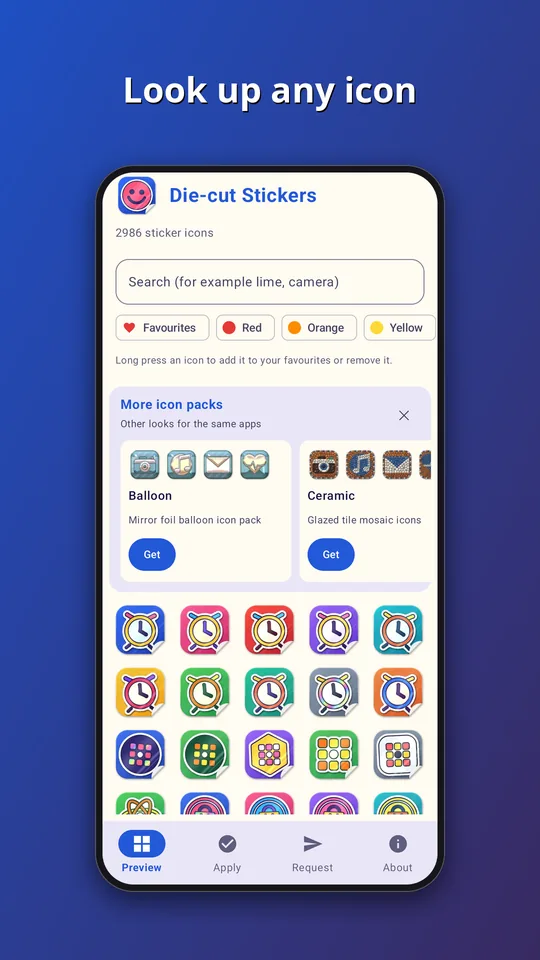 Look up any icon
Die-cut Stickers
2986 sticker icons
Search (for example lime, camera)
Favourites
Red
Orange
Yellow
Long press an icon to add it to your favourites or remove it.
More icon packs
Other looks for the same apps
Balloon
Mirror foil balloon icon pack
Get
Ceramic
Glazed tile mosaic icons
Get
Preview
Apply
Request
About